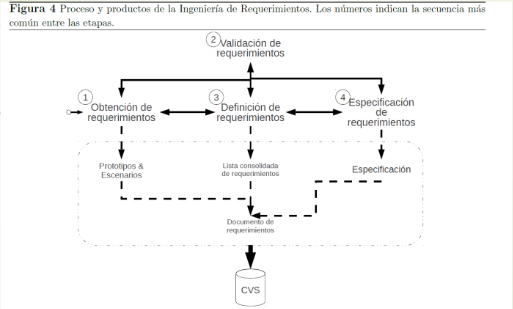 Figura 4 Proceso y productos de la Ingeniería de Requerimientos. Los números indican la secuencia más
común entre las etapas.
2
Validación de
requerimientos
1
Obtención de
requerimientos
3
Definición de
requerimientos
4
Especificación
de
requerimientos
Prototipos &
Escenarios
Lista consolidada
de requerimientos
Especificación
Documento de
requerimientos
CVS